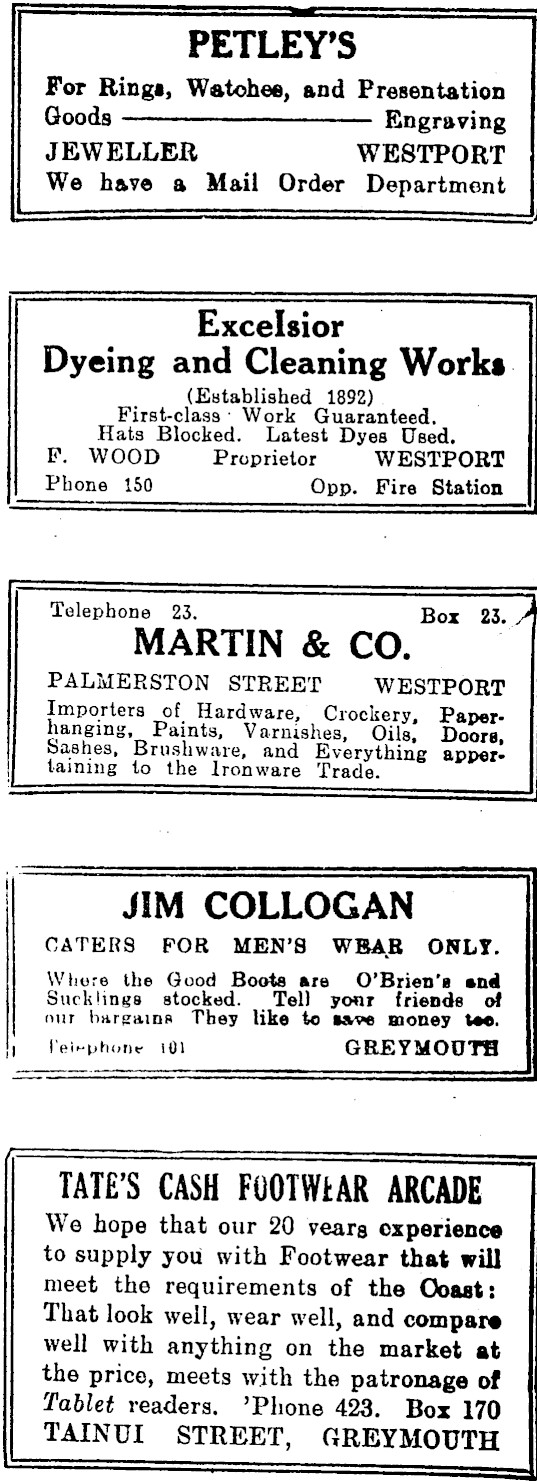 PETLEY'S
For Rings, Watches, and Presentation
Goods ——— Engraving
JEWELLER WESTPORT
We have a Mail Order Department
Excelsior
Dyeing and Cleaning Works
(Established 1892)
First-class Work Guaranteed.
Hats Blocked. Latest Dyes Used.
F. WOOD Proprietor WESTPORT
Phone 150 Opp. Fire Station
Telephone 23. Box 23.
MARTIN & CO.
PALMERSTON STREET WESTPORT
Importers of Hardware, Crockery, Paper-
hanging, Paints, Varnishes, Oils, Doors,
Sashes, Brushware, and Everything apper-
taining to the Ironware Trade.
JIM COLLOGAN
CATERS FOR MEN'S WEAR ONLY.
Where the Good Boots are O'Brien's and
Sucklings stocked. Tell your friends of
our bargains They like to save money too.
Telephone 101 GREYMOUTH
TATE'S CASH FOOTWEAR ARCADE
We hope that our 20 years experience
to supply you with Footwear that will
meet the requirements of the Coast:
That look well, wear well, and compare
well with anything on the market at
the price, meets with the patronage of
Tablet readers. 'Phone 423. Box 170
TAINUI STREET, GREYMOUTH